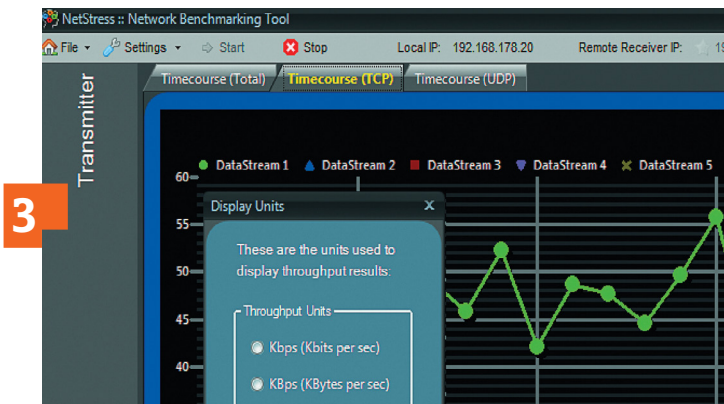 NetStress :: Network Benchmarking Tool
File Settings Start Stop Local IP: 192.168.178.20 Remote Receiver IP:
Transmitter
Timecourse (Total) Timecourse (TCP) Timecourse (UDP)
DataStream 1 DataStream 2 DataStream 3 DataStream 4 DataStream 5
60
3
Display Units X
55
These are the units used to
display throughput results:
50
Throughput Units
45
Kbps (Kbits per sec)
40
KBps (KBytes per sec)